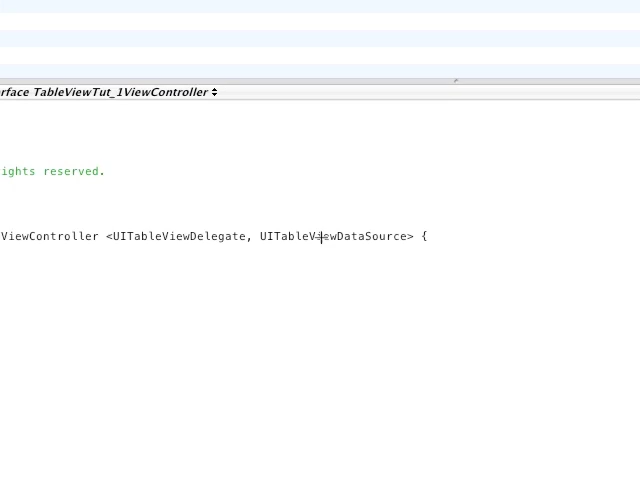 rface TableViewTut_1ViewController
ights reserved.
ViewController <UITableViewDelegate, UITableViewDataSource> {